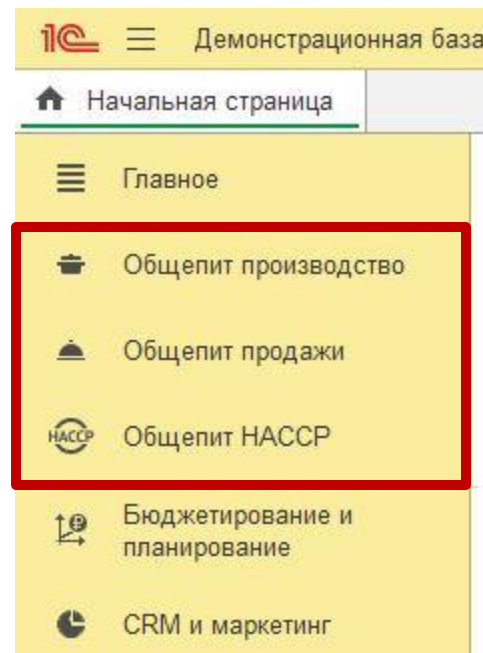 1С Демонстрационная база
Начальная страница
Главное
Общепит производство
Общепит продажи
HACCP Общепит HACCP
Бюджетирование и
планирование
CRM и маркетинг